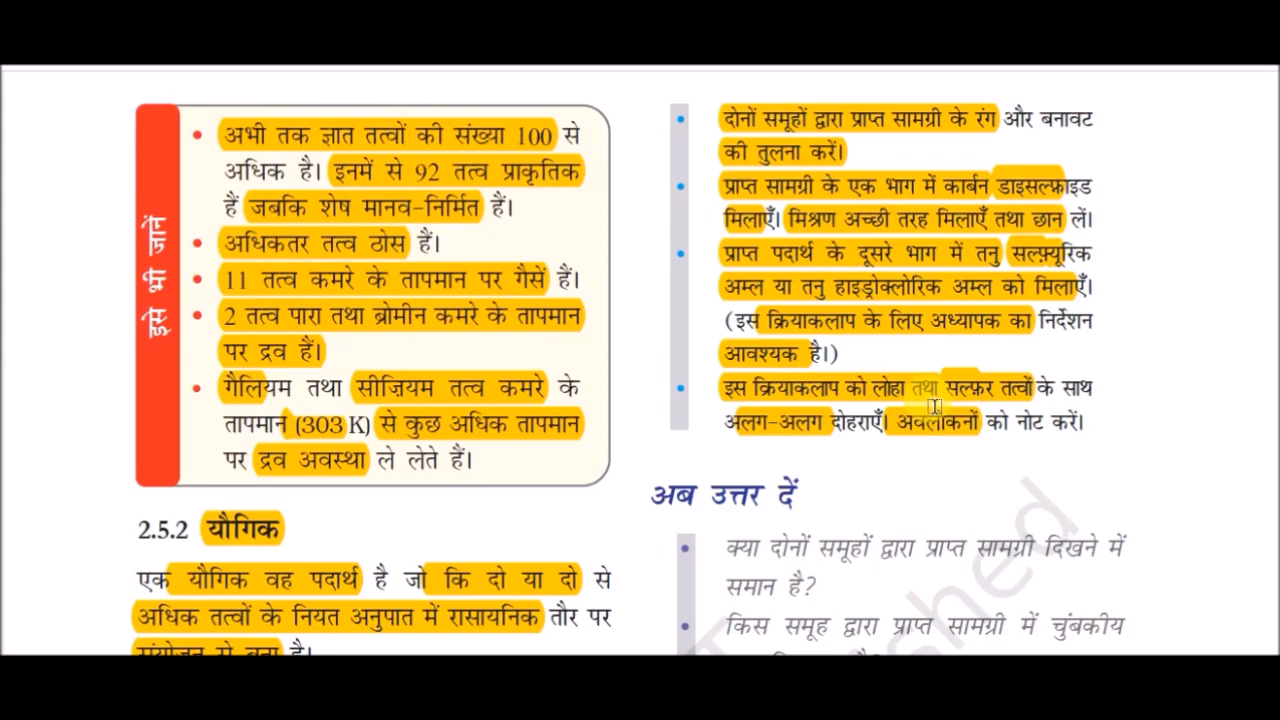 इसे भी जानें
अभी तक ज्ञात तत्वों की संख्या 100 से
अधिक है। इनमें से 92 तत्व प्राकृतिक
हैं जबकि शेष मानव-निर्मित हैं।
अधिकतर तत्व ठोस हैं।
11 तत्व कमरे के तापमान पर गैसें हैं।
2 तत्व पारा तथा ब्रोमीन कमरे के तापमान
पर द्रव हैं।
गैलियम तथा सीज़ियम तत्व कमरे के
तापमान (303 K) से कुछ अधिक तापमान
पर द्रव अवस्था ले लेते हैं।
2.5.2 यौगिक
एक यौगिक वह पदार्थ है जो कि दो या दो से
अधिक तत्वों के नियत अनुपात में रासायनिक तौर पर
संयोजन से बना है।
दोनों समूहों द्वारा प्राप्त सामग्री के रंग और बनावट
की तुलना करें।
प्राप्त सामग्री के एक भाग में कार्बन डाइसल्फ़ाइड
मिलाएँ। मिश्रण अच्छी तरह मिलाएँ तथा छान लें।
प्राप्त पदार्थ के दूसरे भाग में तनु सल्फ़्यूरिक
अम्ल या तनु हाइड्रोक्लोरिक अम्ल को मिलाएँ।
(इस क्रियाकलाप के लिए अध्यापक का निर्देशन
आवश्यक है।)
इस क्रियाकलाप को लोहा तथा सल्फ़र तत्वों के साथ
अलग-अलग दोहराएँ। अवलोकनों को नोट करें।
अब उत्तर दें
क्या दोनों समूहों द्वारा प्राप्त सामग्री दिखने में
समान है?
किस समूह द्वारा प्राप्त सामग्री में चुंबकीय